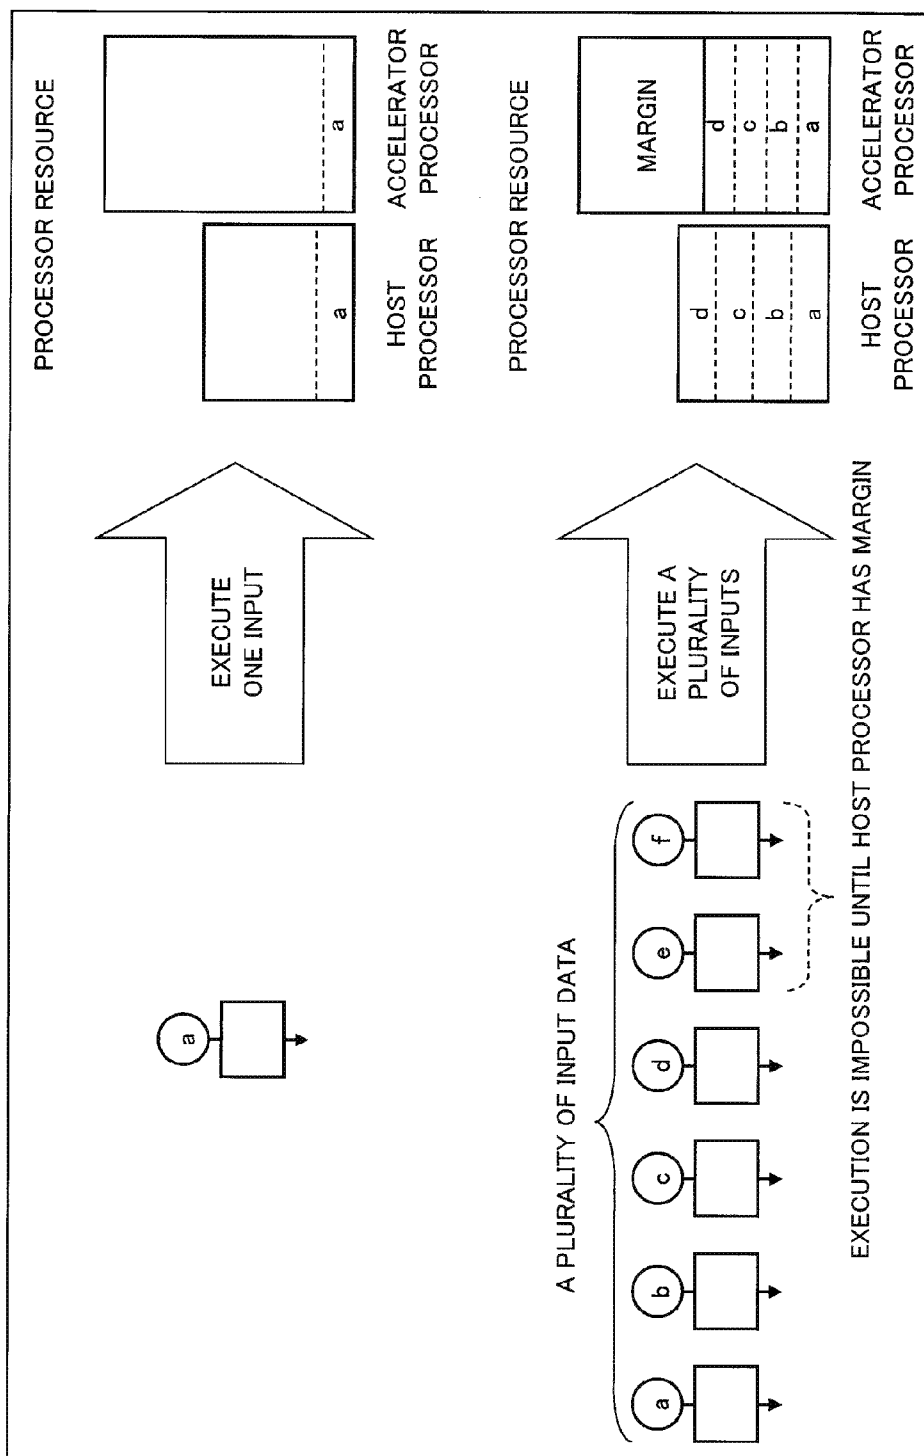 PROCESSOR RESOURCE
a
EXECUTE
ONE INPUT
a
a
HOST
PROCESSOR
ACCELERATOR
PROCESSOR
A PLURALITY OF INPUT DATA
a
b
c
d
e
f
EXECUTE A
PLURALITY
OF INPUTS
PROCESSOR RESOURCE
d
c
b
a
HOST
PROCESSOR
MARGIN
d
c
b
a
ACCELERATOR
PROCESSOR
EXECUTION IS IMPOSSIBLE UNTIL HOST PROCESSOR HAS MARGIN